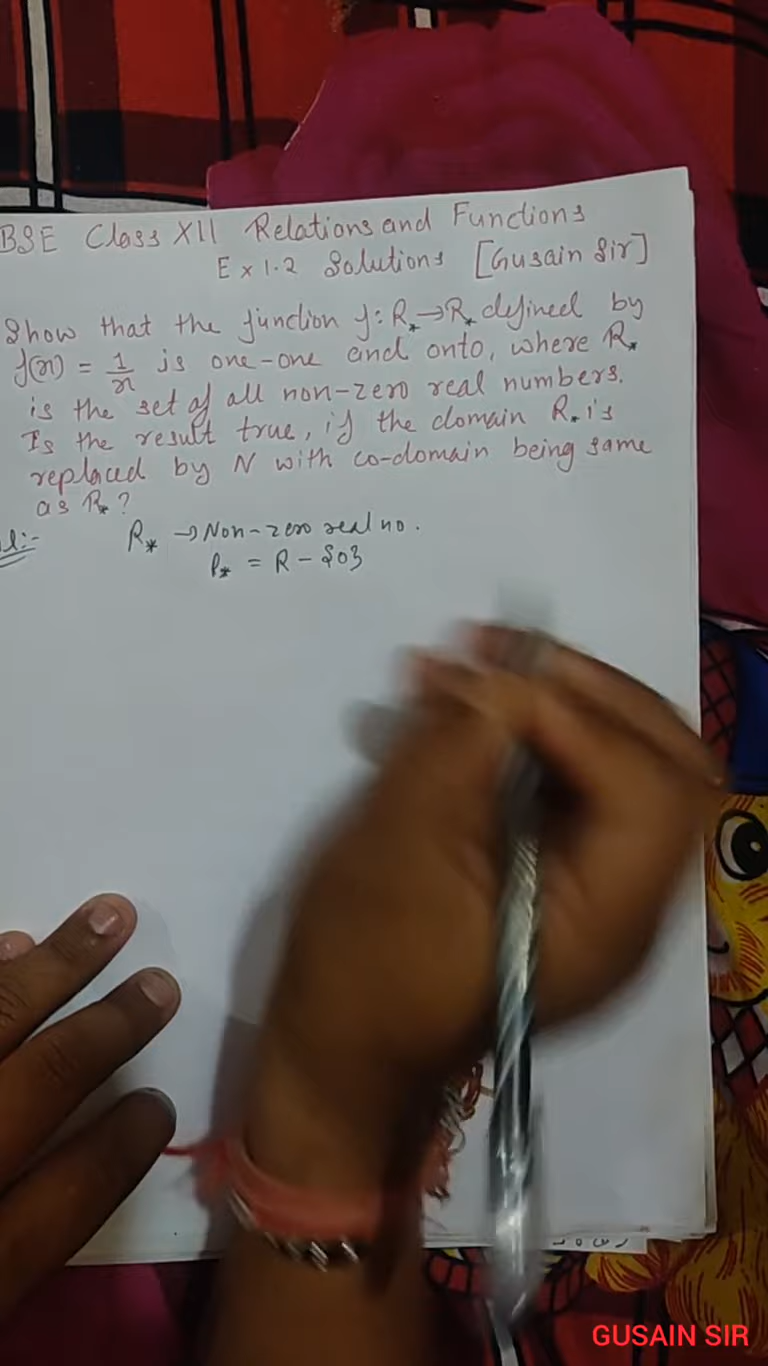 BSE Class XII Relations and Functions
Ex 1.2 Solutions [Gusain Sir]
Show that the function f: R* → R* defined by
f(x) = 1/x is one-one and onto, where R*
is the set of all non-zero real numbers.
Is the result true, if the domain R* is
replaced by N with co-domain being same
as R*?
R* → Non-zero real no.
R* = R - {0}
GUSAIN SIR